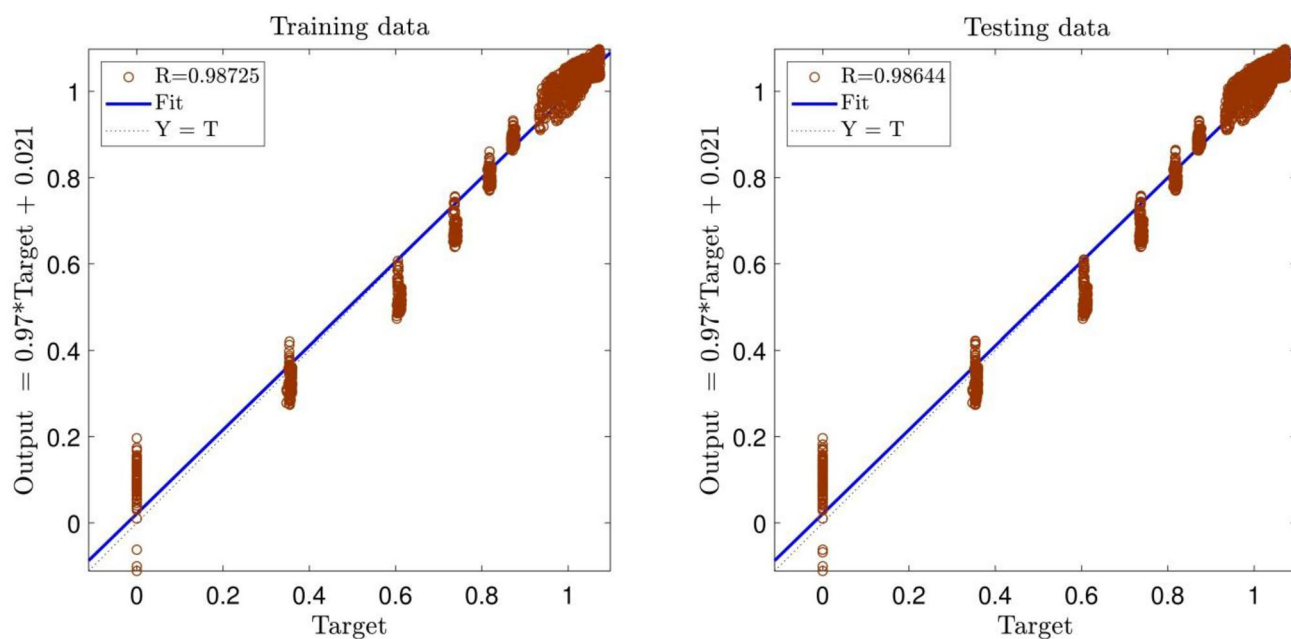 Training data
R=0.98725
Fit
Y = T
1
0.8
0.6
0.4
0.2
0
Output = 0.97*Target + 0.021
0
0.2
0.4
0.6
0.8
1
Target
Testing data
R=0.98644
Fit
Y = T
1
0.8
0.6
0.4
0.2
0
Output = 0.97*Target + 0.021
0
0.2
0.4
0.6
0.8
1
Target